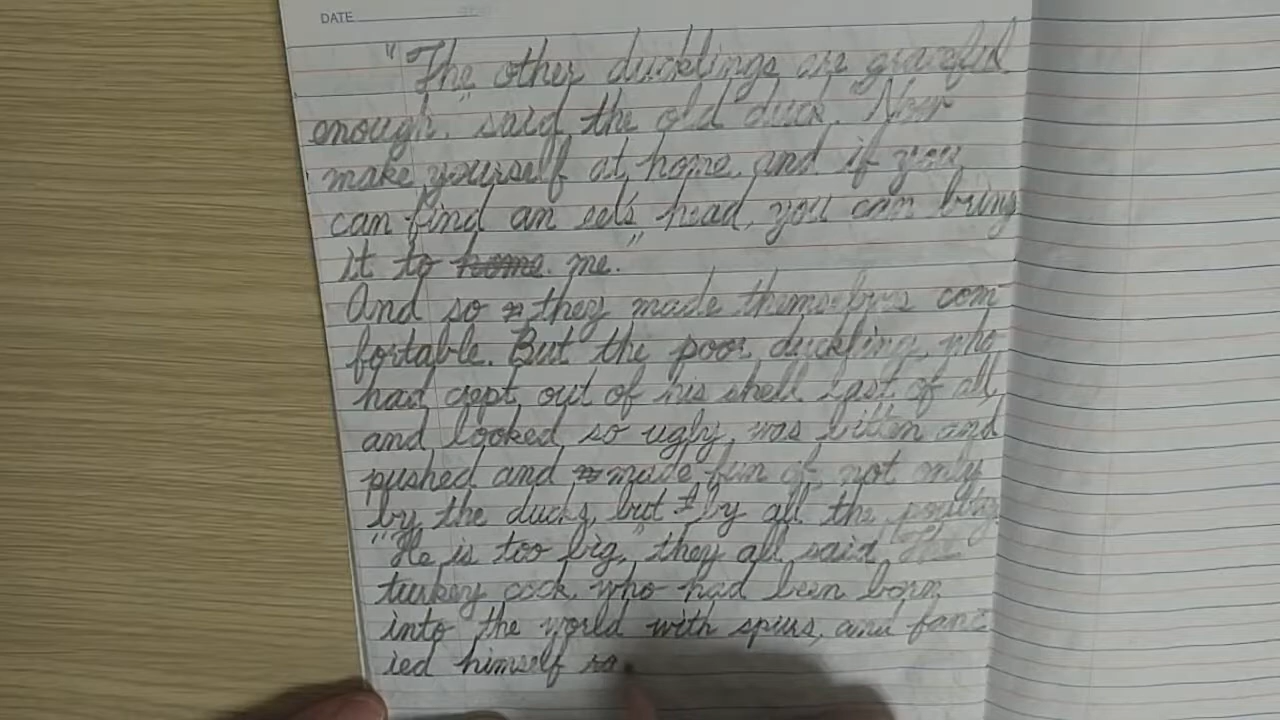 DATE
"The other ducklings are graceful
enough," said the old duck. "Now
make yourself at home, and if you
can find an eel's head, you can bring
it to home. me."
And so they made themselves com-
fortable. But the poor duckling, who
had crept out of his shell last of all,
and looked so ugly, was bitten and
pushed and made fun of, not only
by the ducks, but by all the poultry.
"He is too big," they all said. The
turkey cock, who had been born
into the world with spurs, and fanc-
ied himself